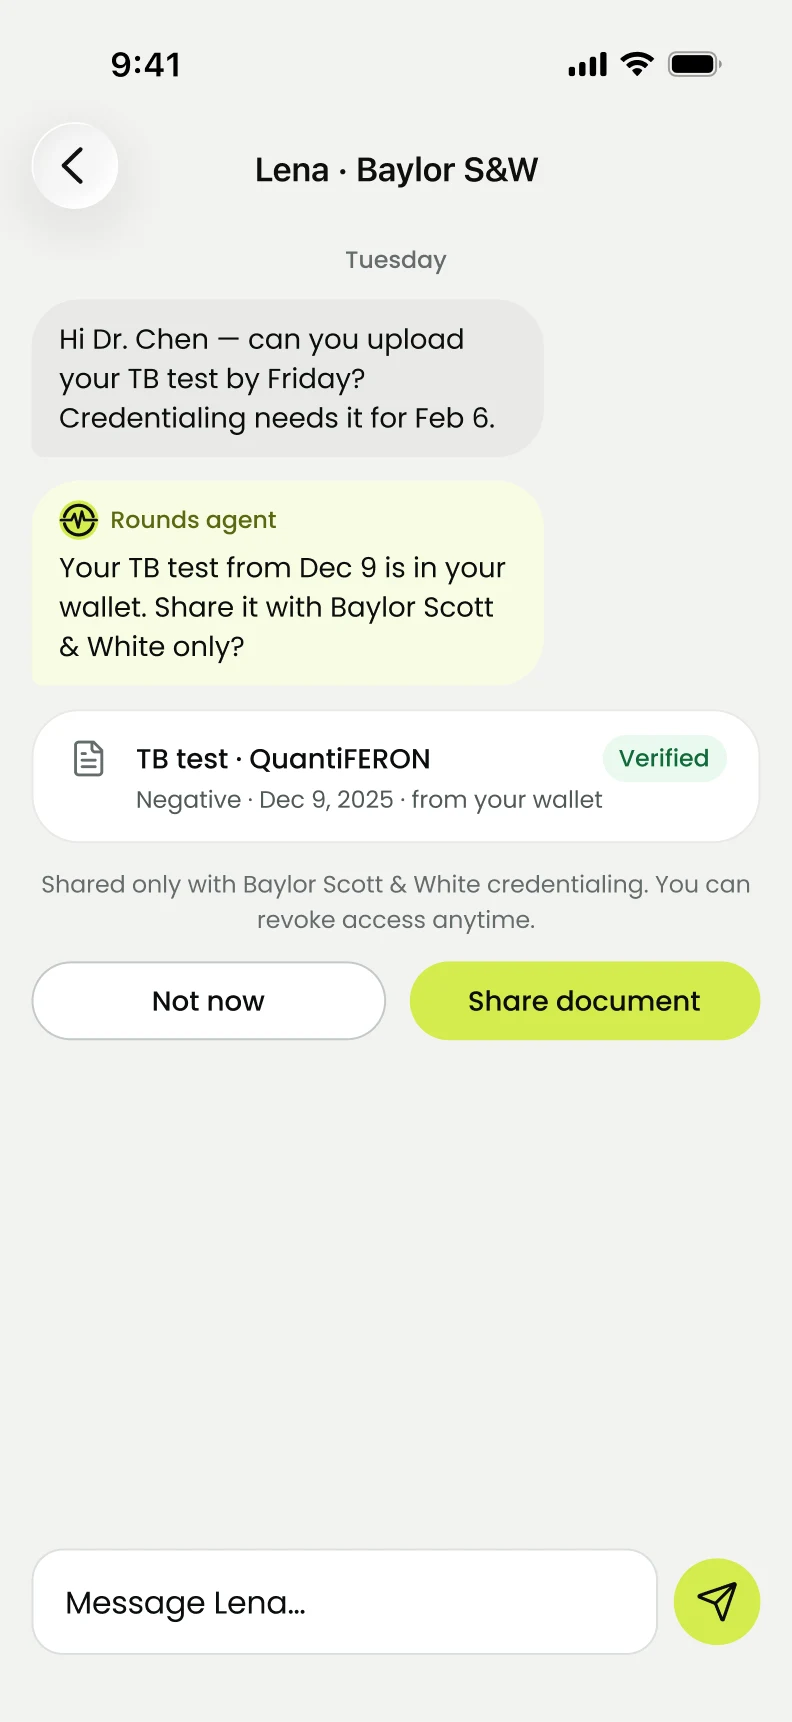 9:41
Lena · Baylor S&W
Tuesday
Hi Dr. Chen — can you upload
your TB test by Friday?
Credentialing needs it for Feb 6.
Rounds agent
Your TB test from Dec 9 is in your
wallet. Share it with Baylor Scott
& White only?
TB test · QuantiFERON
Verified
Negative · Dec 9, 2025 · from your wallet
Shared only with Baylor Scott & White credentialing. You can
revoke access anytime.
Not now
Share document
Message Lena...